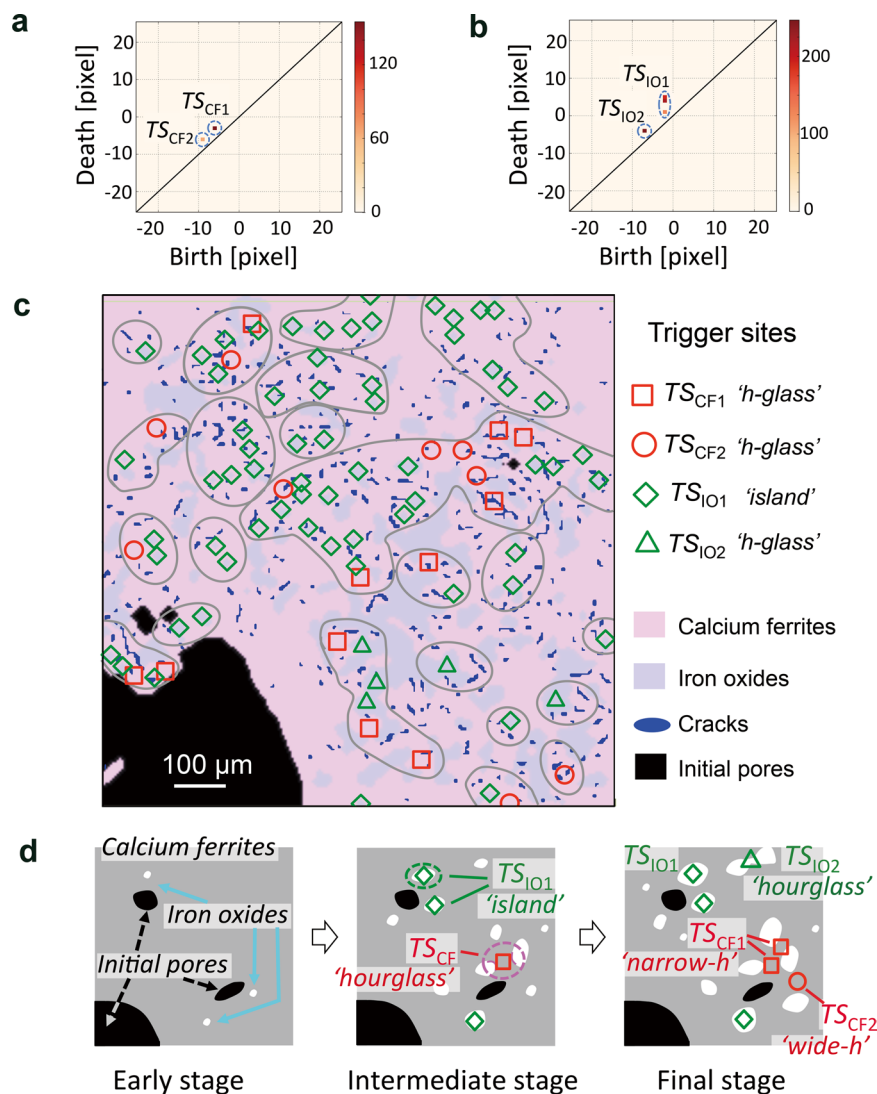 a
20
10
0
-10
-20
Death [pixel]
TS_CF1
TS_CF2
-20
-10
0
10
20
Birth [pixel]
120
60
0
b
20
10
0
-10
-20
Death [pixel]
TS_IO1
TS_IO2
-20
-10
0
10
20
Birth [pixel]
200
100
0
c
100 μm
Trigger sites
TS_CF1 ‘h-glass’
TS_CF2 ‘h-glass’
TS_IO1 ‘island’
TS_IO2 ‘h-glass’
Calcium ferrites
Iron oxides
Cracks
Initial pores
d
Calcium ferrites
Iron oxides
Initial pores
Early stage
TS_IO1
‘island’
TS_CF
‘hourglass’
Intermediate stage
TS_IO1
TS_IO2
‘hourglass’
TS_CF1
‘narrow-h’
TS_CF2
‘wide-h’
Final stage